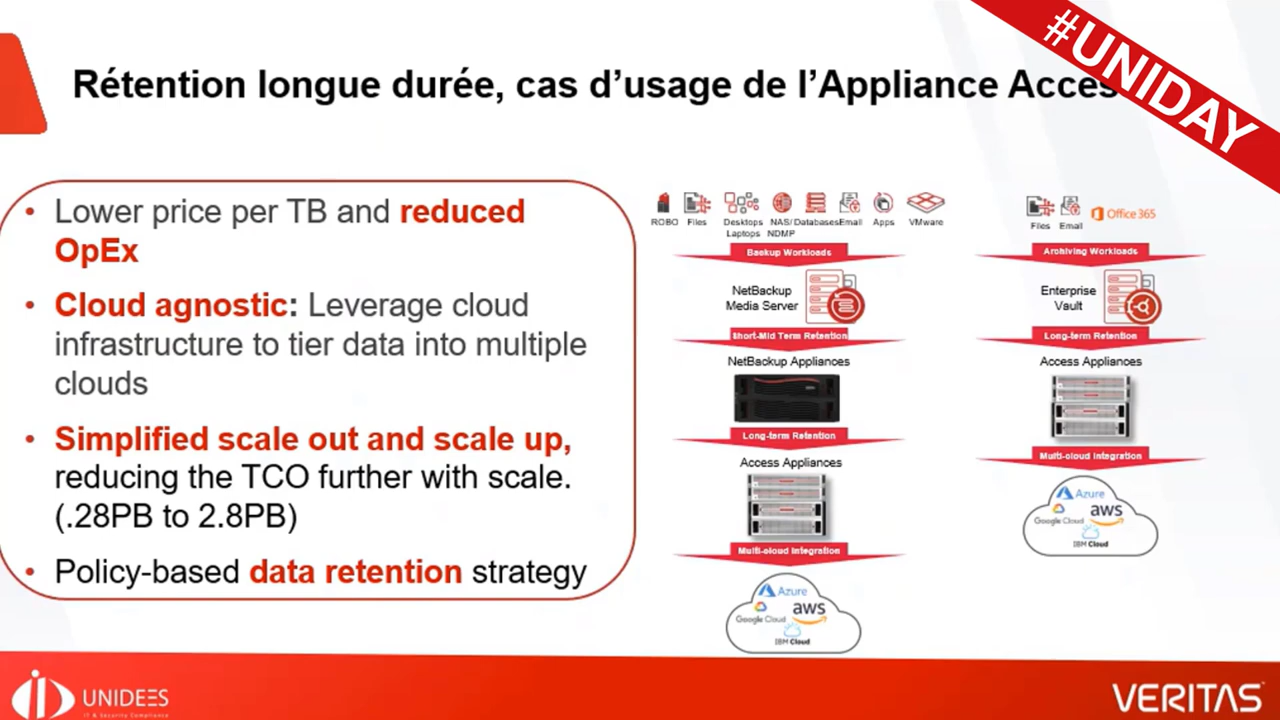 #UNIDAY
Rétention longue durée, cas d’usage de l’Appliance Acces
• Lower price per TB and reduced
OpEx
• Cloud agnostic: Leverage cloud
infrastructure to tier data into multiple
clouds
• Simplified scale out and scale up,
reducing the TCO further with scale.
(.28PB to 2.8PB)
• Policy-based data retention strategy
ROBO Files Desktops NAS/ Databases Email Apps VMware
Laptops NDMP
Backup Workloads
NetBackup
Media Server
Short-Mid Term Retention
NetBackup Appliances
Long-term Retention
Access Appliances
Multi-cloud Integration
Azure
Google Cloud aws
IBM Cloud
Files Email Office 365
Archiving Workloads
Enterprise
Vault
Long-term Retention
Access Appliances
Multi-cloud Integration
Azure
Google Cloud aws
IBM Cloud
UNIDEES
IT & Security Compliance
VERITAS